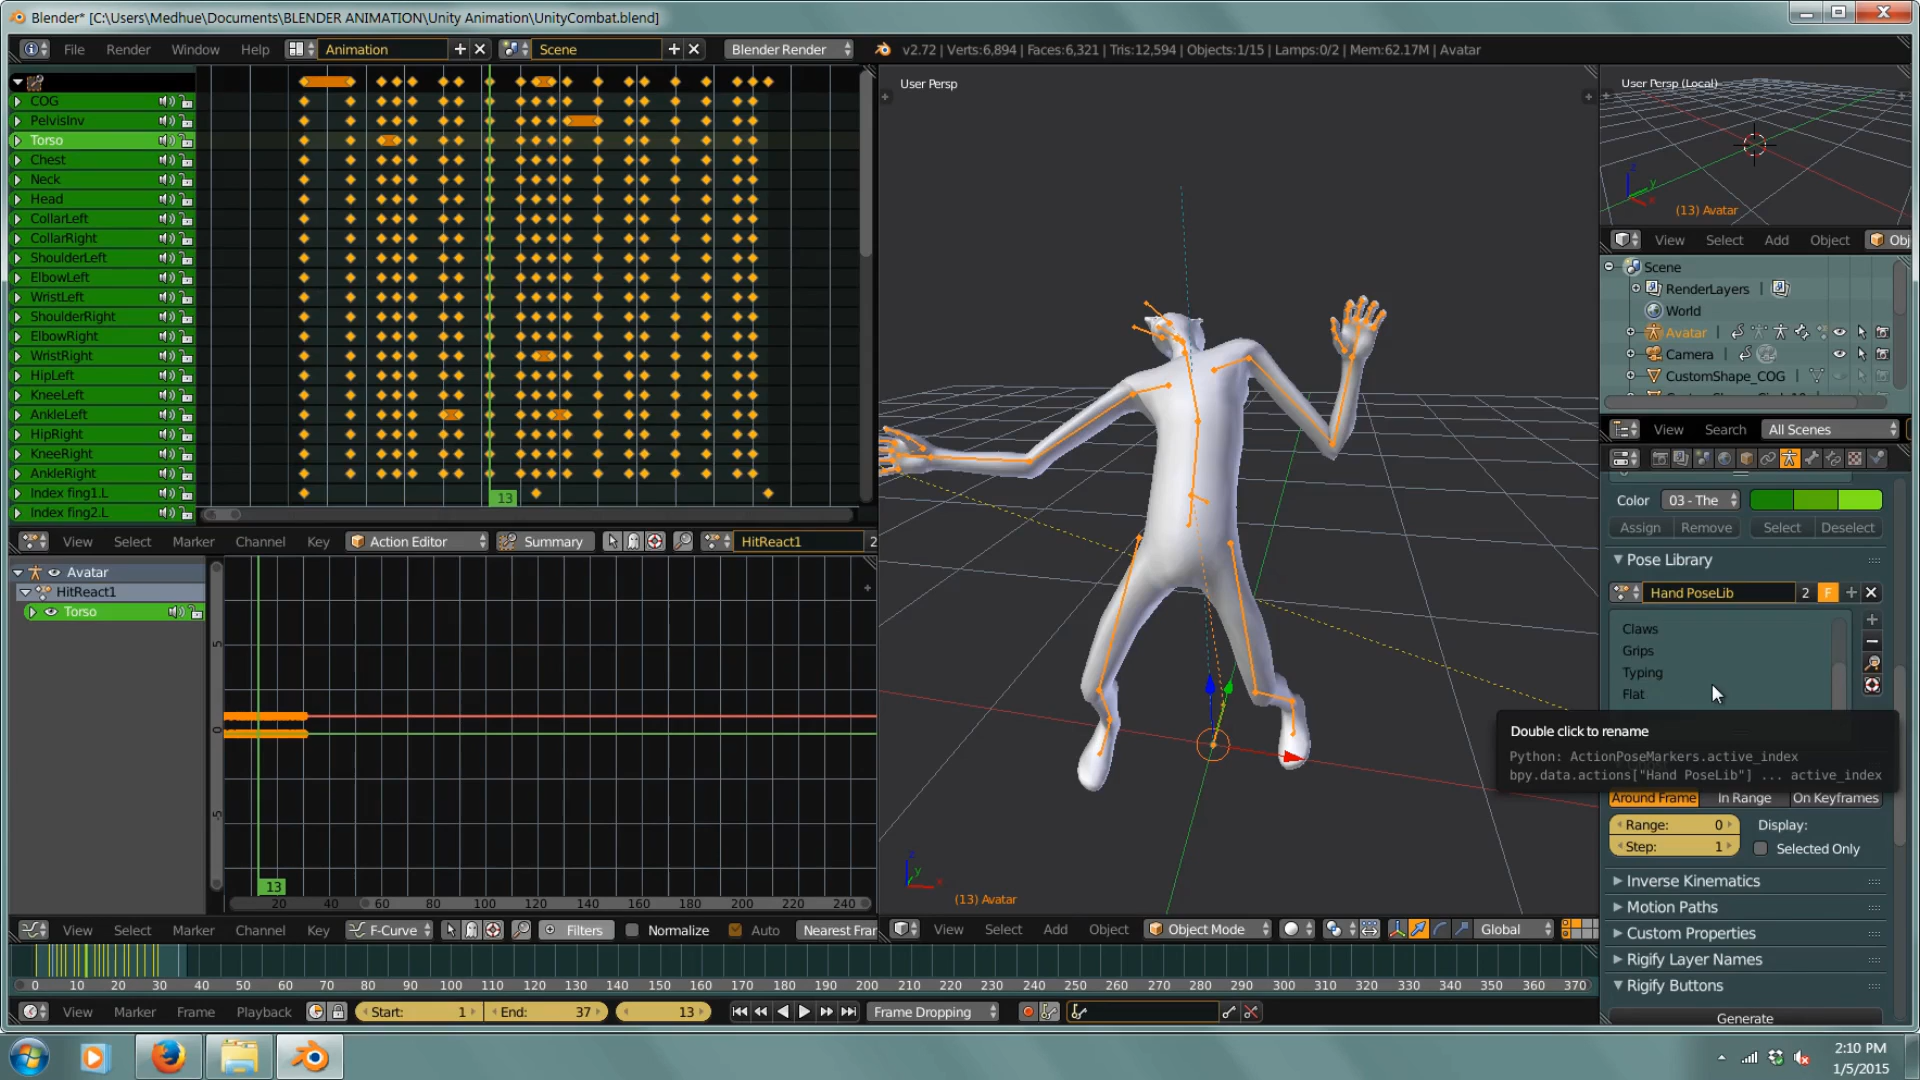 Blender* [C:\Users\Medhue\Documents\BLENDER ANIMATION\Unity Animation\UnityCombat.blend]
File Render Window Help Animation Scene Blender Render v2.72 | Verts:6,894 | Faces:6,321 | Tris:12,594 | Objects:1/15 | Lamps:0/2 | Mem:62.17M | Avatar
COG
PelvisInv
Torso
Chest
Neck
Head
CollarLeft
CollarRight
ShoulderLeft
ElbowLeft
WristLeft
ShoulderRight
ElbowRight
WristRight
HipLeft
KneeLeft
AnkleLeft
HipRight
KneeRight
AnkleRight
Index fing1.L
Index fing2.L
13
View Select Marker Channel Key Action Editor Summary HitReact1 2
Avatar
HitReact1
Torso
5
0
-5
13
20 40 60 80 100 120 140 160 180 200 220 240
View Select Marker Channel Key F-Curve Filters Normalize Auto Nearest Fran
User Persp
(13) Avatar
View Select Add Object Object Mode Global
User Persp (Local)
(13) Avatar
View Select Add Object Obj
Scene
RenderLayers
World
Avatar
Camera
CustomShape_COG
View Search All Scenes
Color 03 - The
Assign Remove Select Deselect
Pose Library
Hand PoseLib 2 F
Claws
Grips
Typing
Flat
Double click to rename
Python: ActionPoseMarkers.active_index
bpy.data.actions["Hand PoseLib"] ... active_index
Around Frame In Range On Keyframes
Range: 0 Display:
Step: 1 Selected Only
Inverse Kinematics
Motion Paths
Custom Properties
Rigify Layer Names
Rigify Buttons
Generate
0 10 20 30 40 50 60 70 80 90 100 110 120 130 140 150 160 170 180 190 200 210 220 230 240 250 260 270 280 290 300 310 320 330 340 350 360 370
View Marker Frame Playback Start: 1 End: 37 13 Frame Dropping
2:10 PM
1/5/2015